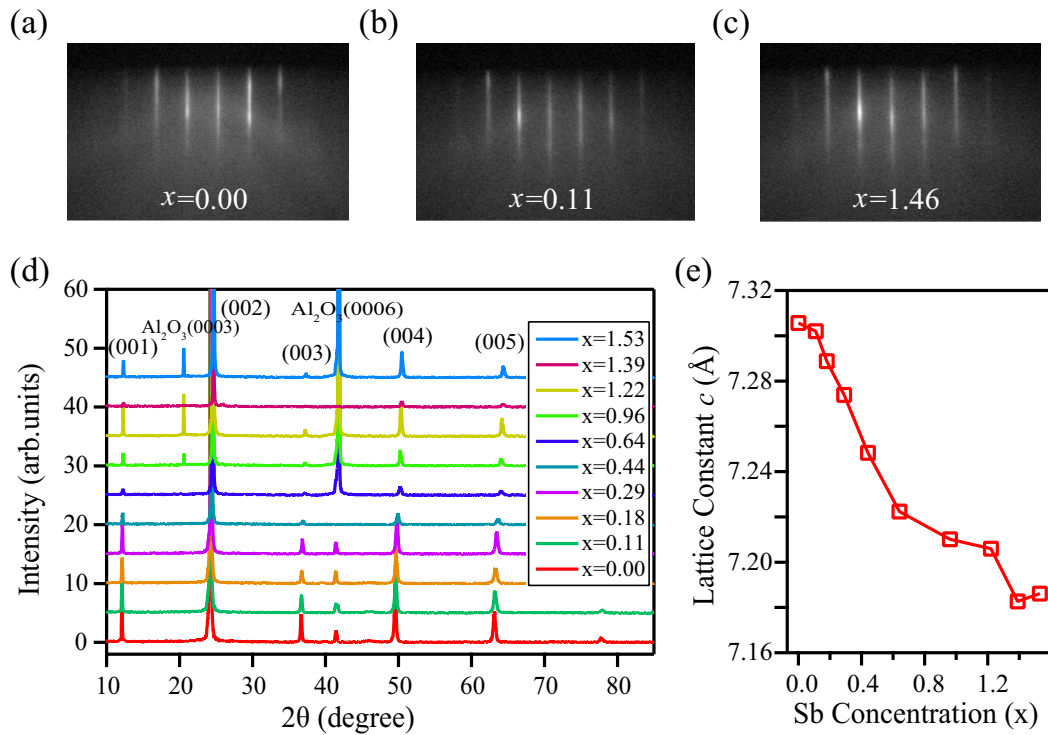 (a)
(b)
(c)
x=0.00
x=0.11
x=1.46
(d)
60
50
40
30
20
10
0
Intensity (arb.units)
10 20 30 40 50 60 70 80
2θ (degree)
(001)
Al2O3(0003)
(002)
Al2O3(0006)
(003)
(004)
(005)
x=1.53
x=1.39
x=1.22
x=0.96
x=0.64
x=0.44
x=0.29
x=0.18
x=0.11
x=0.00
(e)
7.32
7.28
7.24
7.20
7.16
Lattice Constant c (Å)
0.0 0.4 0.8 1.2
Sb Concentration (x)